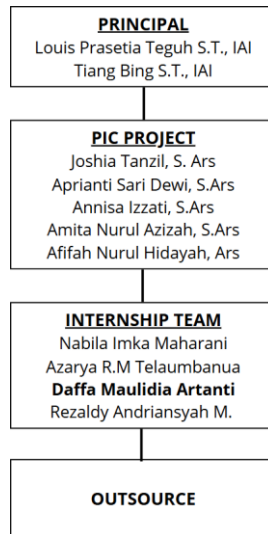 PRINCIPAL
Louis Prasetia Teguh S.T., IAI
Tiang Bing S.T., IAI
PIC PROJECT
Joshia Tanzil, S. Ars
Aprianti Sari Dewi, S.Ars
Annisa Izzati, S.Ars
Amita Nurul Azizah, S.Ars
Afifah Nurul Hidayah, Ars
INTERNSHIP TEAM
Nabila Imka Maharani
Azarya R.M Telaumbanua
Daffa Maulidia Artanti
Rezaldy Andriansyah M.
OUTSOURCE